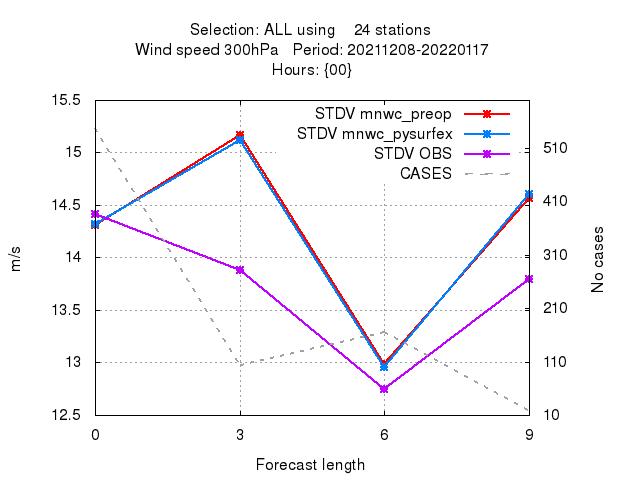 Selection: ALL using    24 stations
Wind speed 300hPa   Period: 20211208-20220117
Hours: {00}
STDV mnwc_preop
STDV mnwc_pysurfex
STDV OBS
CASES
15.5
15
14.5
14
13.5
13
12.5
m/s
510
410
310
210
110
10
No cases
0 3 6 9
Forecast length